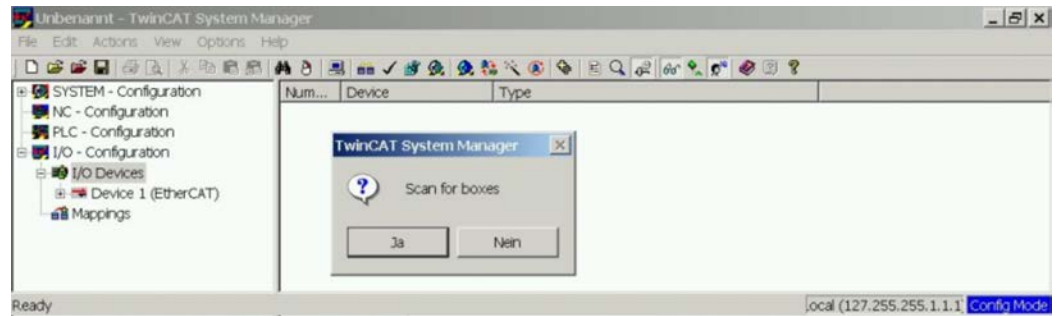 Unbenannt - TwinCAT System Manager
File Edit Actions View Options Help
SYSTEM - Configuration
NC - Configuration
PLC - Configuration
I/O - Configuration
I/O Devices
Device 1 (EtherCAT)
Mappings
Num... Device Type
TwinCAT System Manager
Scan for boxes
Ja Nein
Ready ocal (127.255.255.1.1.1) Config Mode